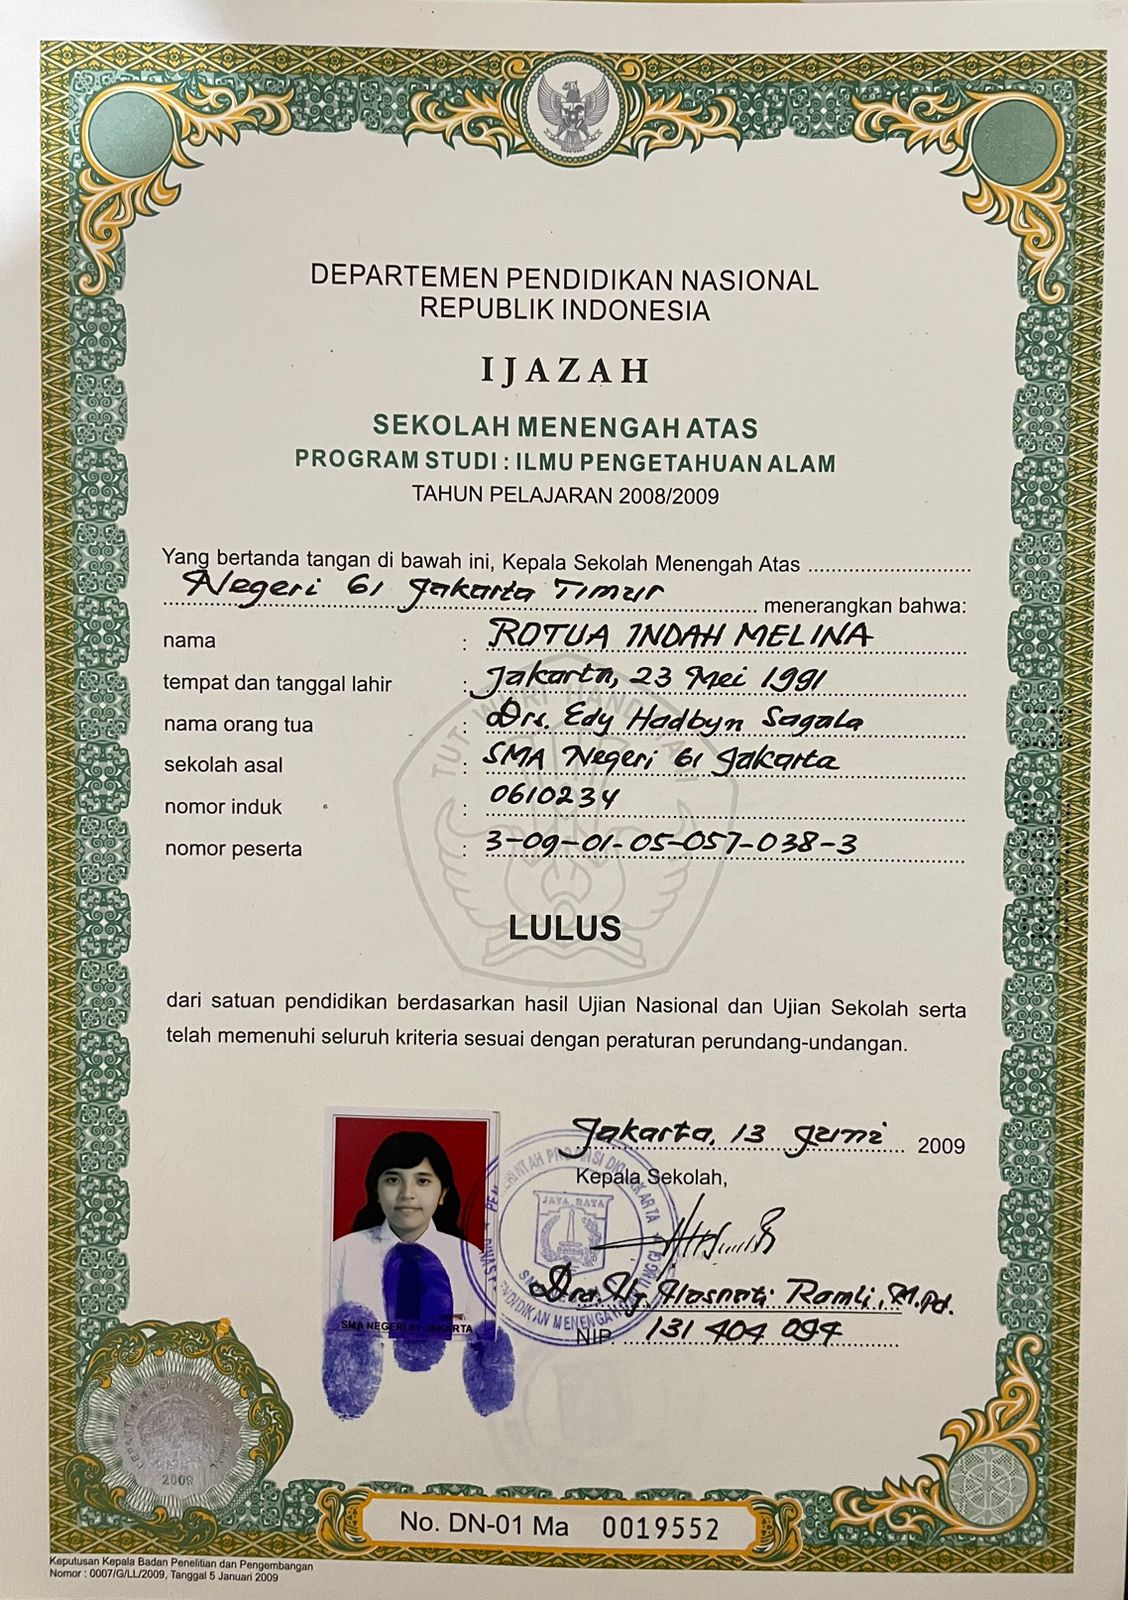 DEPARTEMEN PENDIDIKAN NASIONAL
REPUBLIK INDONESIA
IJAZAH
SEKOLAH MENENGAH ATAS
PROGRAM STUDI : ILMU PENGETAHUAN ALAM
TAHUN PELAJARAN 2008/2009
Yang bertanda tangan di bawah ini, Kepala Sekolah Menengah Atas
Negeri 61 Jakarta Timur menerangkan bahwa:
nama : ROTUA INDAH MELINA
tempat dan tanggal lahir : Jakarta, 23 Mei 1991
nama orang tua : Drs. Edy Hadbyn Sagala
sekolah asal : SMA Negeri 61 Jakarta
nomor induk : 0610234
nomor peserta : 3-09-01-05-057-038-3
TUT WURI HANDAYANI
LULUS
dari satuan pendidikan berdasarkan hasil Ujian Nasional dan Ujian Sekolah serta
telah memenuhi seluruh kriteria sesuai dengan peraturan perundang-undangan.
Jakarta, 13 Juni 2009
Kepala Sekolah,
JAYA RAYA
Dra. Hj. Hasnati Ramli, M.Pd.
NIP. 131 404 094
SMA NEGERI 61 JAKARTA
2009
No. DN-01 Ma 0019552
Keputusan Kepala Badan Penelitian dan Pengembangan
Nomor : 0007/G/LL/2009, Tanggal 5 Januari 2009